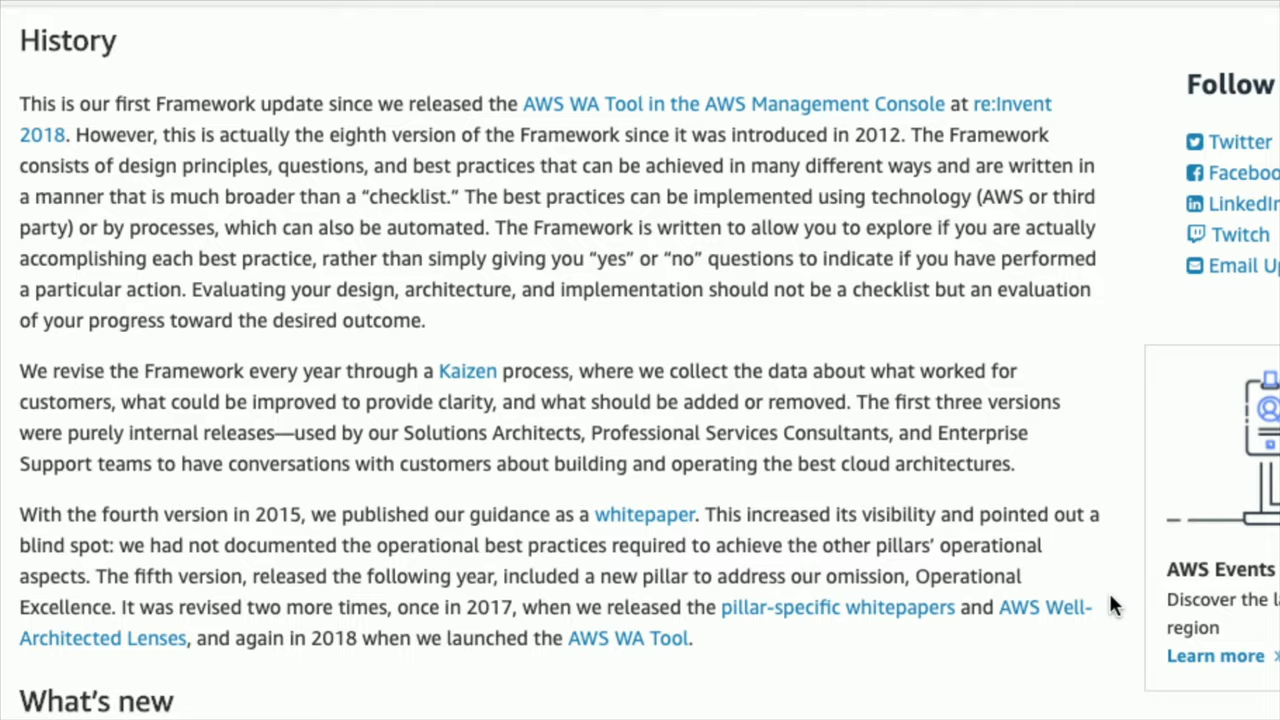 History
This is our first Framework update since we released the AWS WA Tool in the AWS Management Console at re:Invent
2018. However, this is actually the eighth version of the Framework since it was introduced in 2012. The Framework
consists of design principles, questions, and best practices that can be achieved in many different ways and are written in
a manner that is much broader than a “checklist.” The best practices can be implemented using technology (AWS or third
party) or by processes, which can also be automated. The Framework is written to allow you to explore if you are actually
accomplishing each best practice, rather than simply giving you “yes” or “no” questions to indicate if you have performed
a particular action. Evaluating your design, architecture, and implementation should not be a checklist but an evaluation
of your progress toward the desired outcome.
We revise the Framework every year through a Kaizen process, where we collect the data about what worked for
customers, what could be improved to provide clarity, and what should be added or removed. The first three versions
were purely internal releases—used by our Solutions Architects, Professional Services Consultants, and Enterprise
Support teams to have conversations with customers about building and operating the best cloud architectures.
With the fourth version in 2015, we published our guidance as a whitepaper. This increased its visibility and pointed out a
blind spot: we had not documented the operational best practices required to achieve the other pillars’ operational
aspects. The fifth version, released the following year, included a new pillar to address our omission, Operational
Excellence. It was revised two more times, once in 2017, when we released the pillar-specific whitepapers and AWS Well-
Architected Lenses, and again in 2018 when we launched the AWS WA Tool.
What’s new
Follow
Twitter
Faceboo
LinkedIn
Twitch
Email
AWS Events
Discover the
region
Learn more »